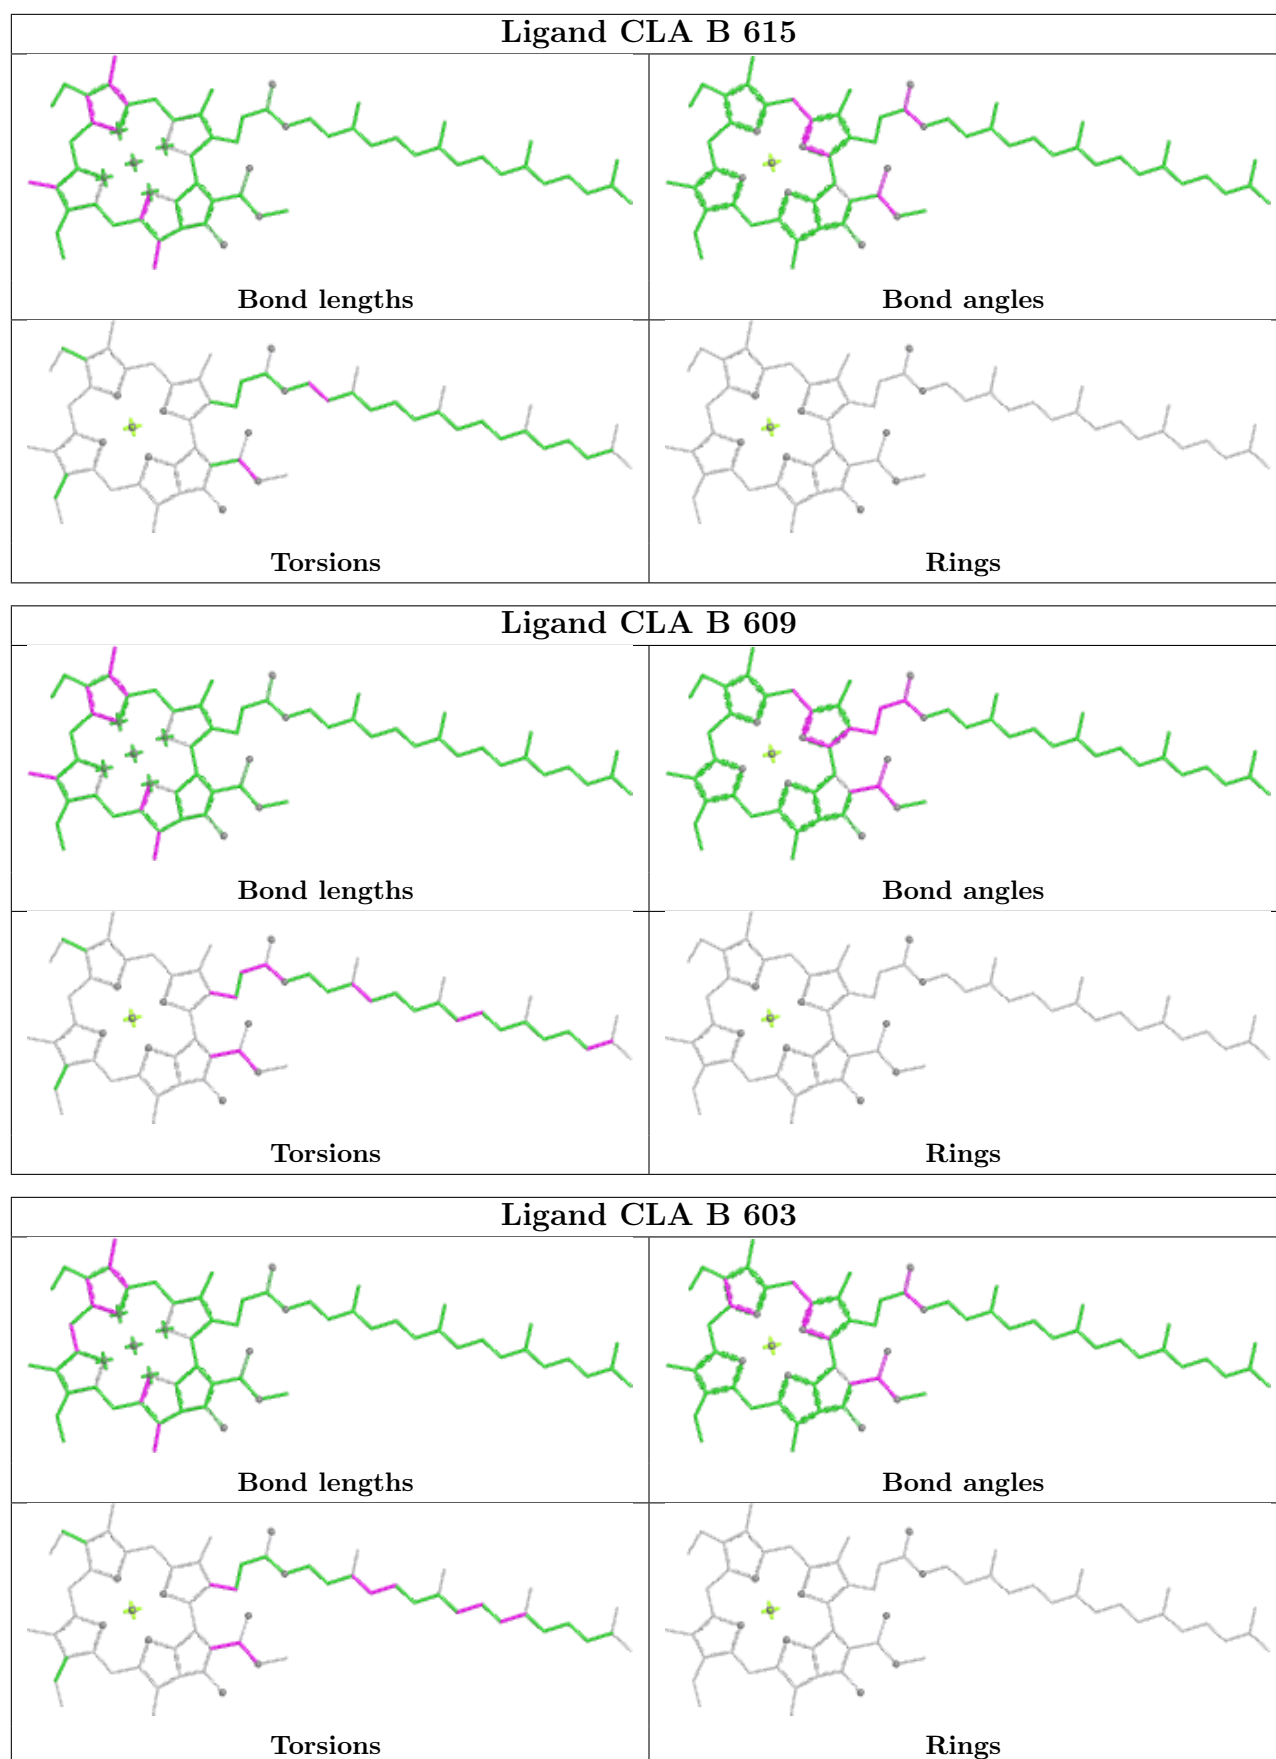 Ligand CLA B 615
Bond lengths
Bond angles
Torsions
Rings
Ligand CLA B 609
Bond lengths
Bond angles
Torsions
Rings
Ligand CLA B 603
Bond lengths
Bond angles
Torsions
Rings